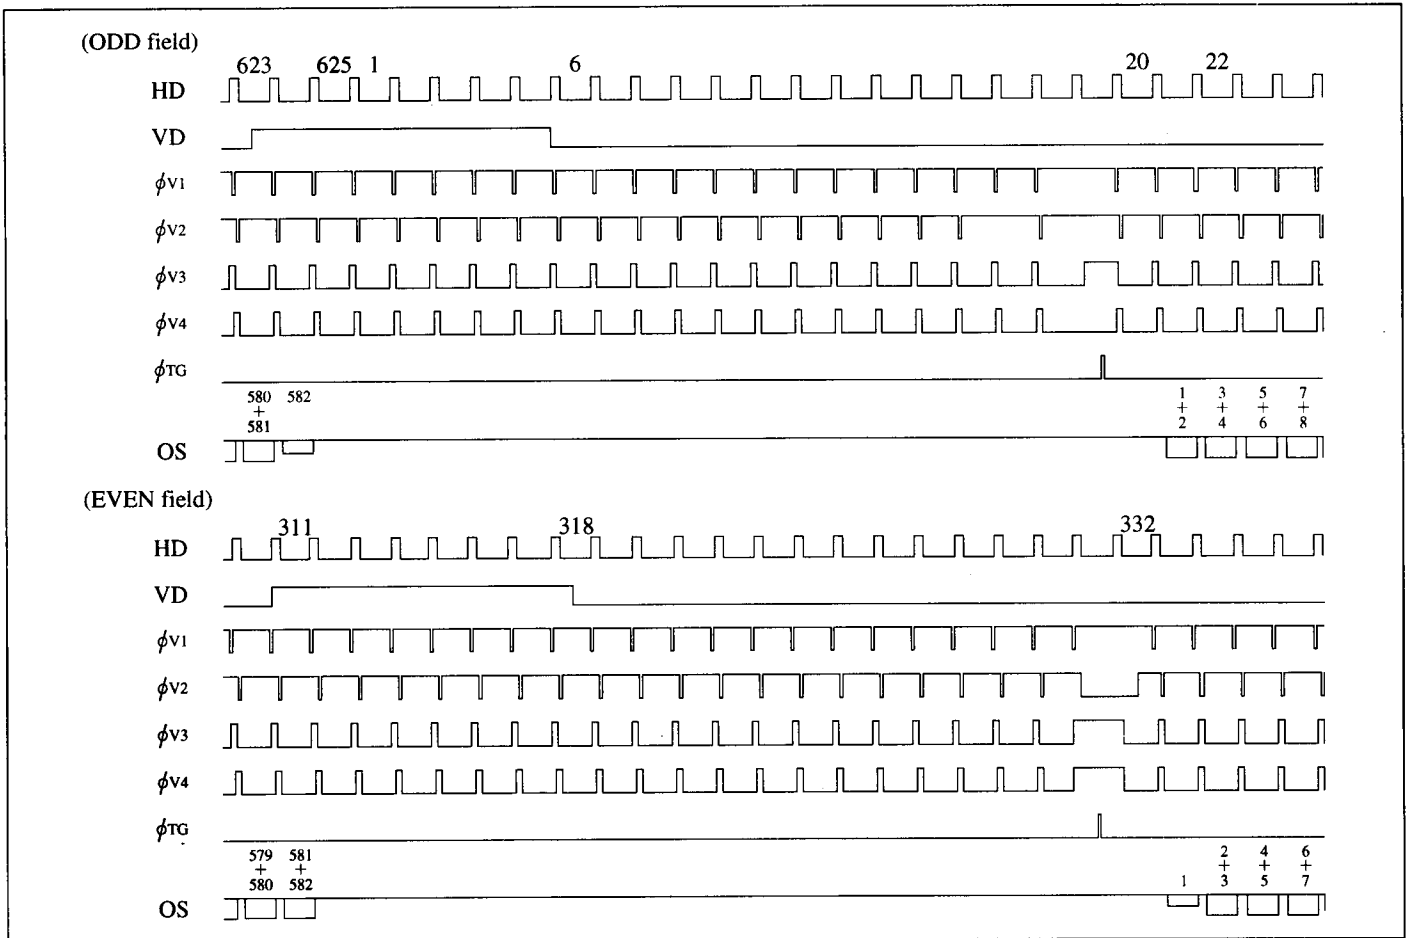 (ODD field)
623 625 1 6 20 22
HD
VD
ϕV1
ϕV2
ϕV3
ϕV4
ϕTG
580 582 1 3 5 7
+ + + + +
581 2 4 6 8
OS
(EVEN field)
311 318 332
HD
VD
ϕV1
ϕV2
ϕV3
ϕV4
ϕTG
579 581 2 4 6
+ + + + +
580 582 1 3 5 7
OS